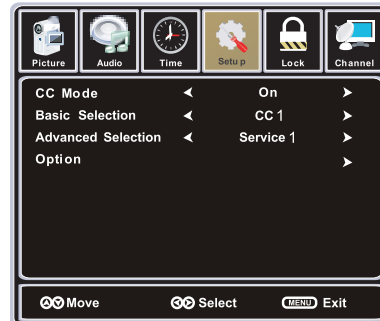 Picture Audio Time Setup Lock Channel
CC Mode On
Basic Selection CC 1
Advanced Selection Service 1
Option
Move Select MENU Exit